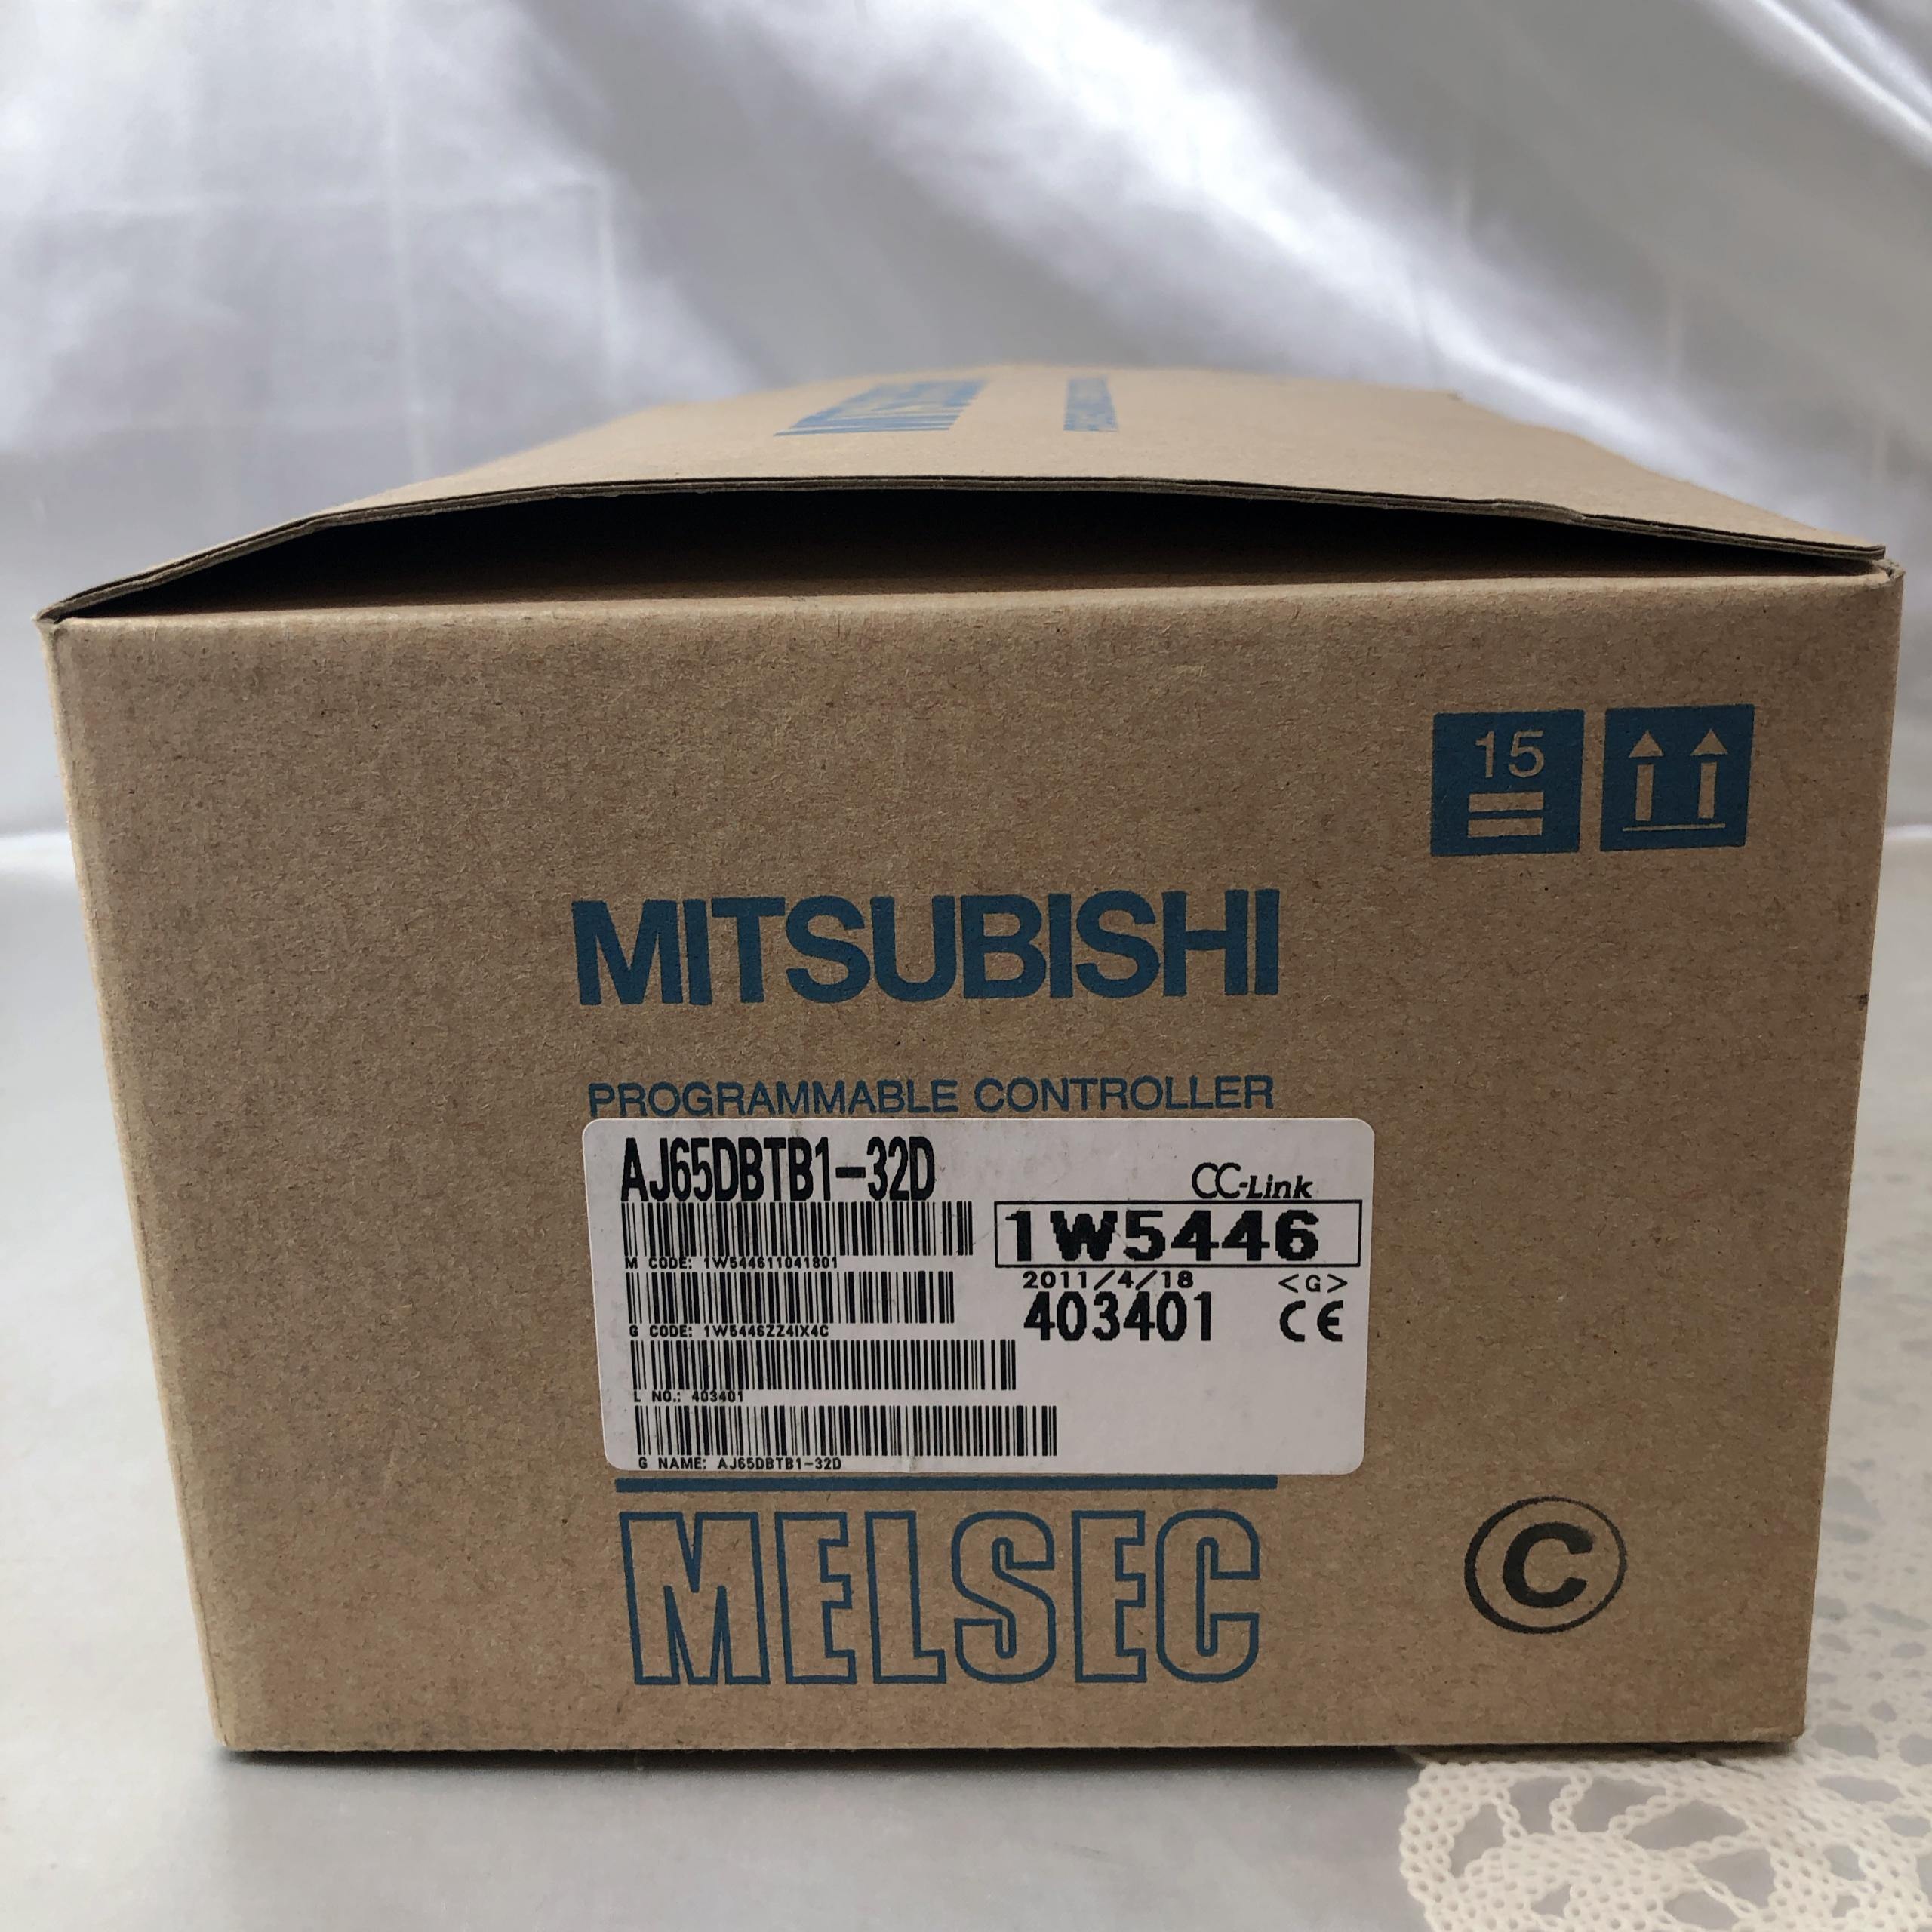 15
MITSUBISHI
PROGRAMMABLE CONTROLLER
AJ65DBTB1-32D
CC-Link
1W5446
M CODE: 1W544611041801
2011/4/18 <G>
403401 CE
G CODE: 1W5446ZZ4IX4C
L NO.: 403401
G NAME: AJ65DBTB1-32D
MELSEC
C